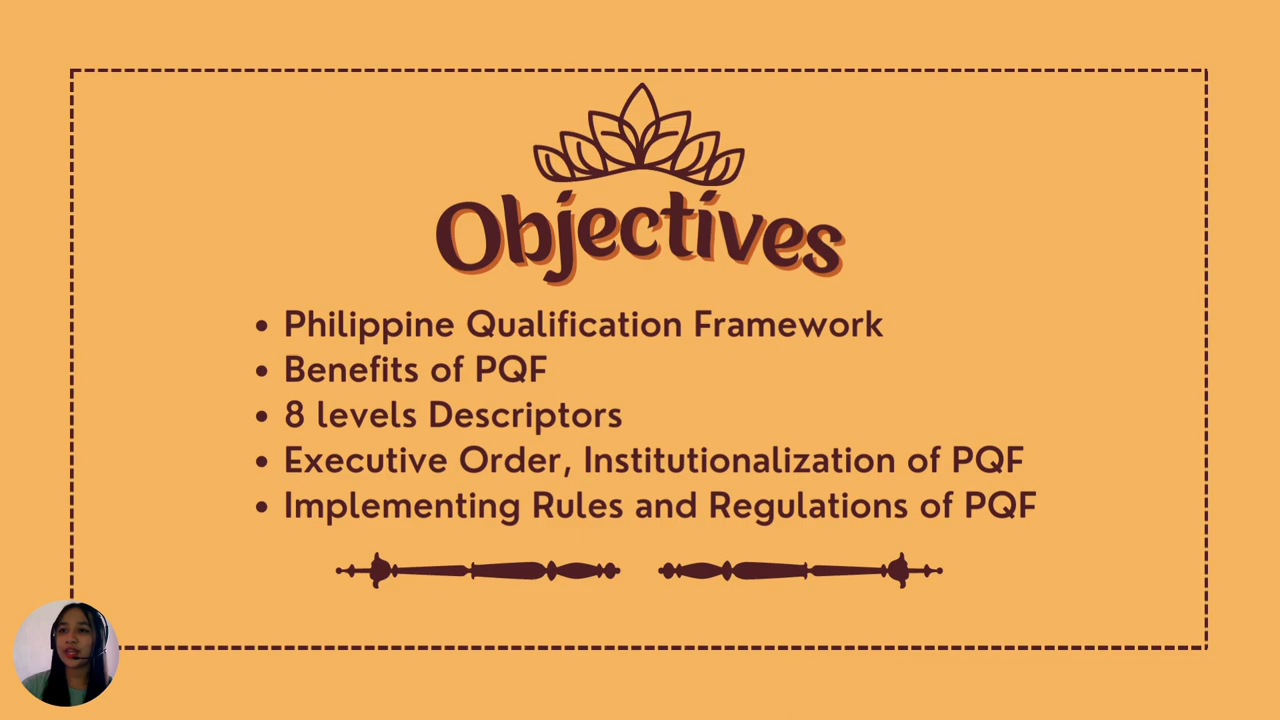 Objectives
• Philippine Qualification Framework
• Benefits of PQF
• 8 levels Descriptors
• Executive Order, Institutionalization of PQF
• Implementing Rules and Regulations of PQF